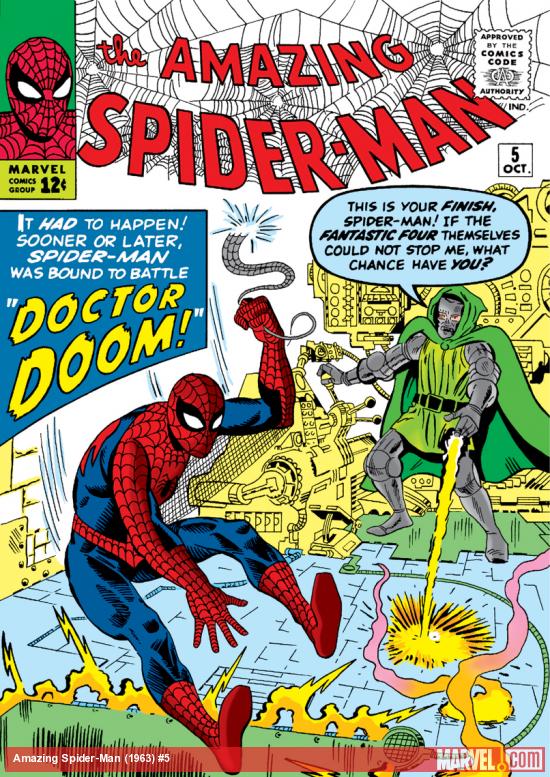 the AMAZING
SPIDER-MAN
APPROVED
BY THE
COMICS
CODE
CA
AUTHORITY
IND.
MARVEL
COMICS
GROUP 12¢
5
OCT.
IT HAD TO HAPPEN!
SOONER OR LATER,
SPIDER-MAN
WAS BOUND TO BATTLE
"DOCTOR
DOOM!"
THIS IS YOUR FINISH,
SPIDER-MAN! IF THE
FANTASTIC FOUR THEMSELVES
COULD NOT STOP ME, WHAT
CHANCE HAVE YOU?
Amazing Spider-Man (1963) #5
MARVEL.com